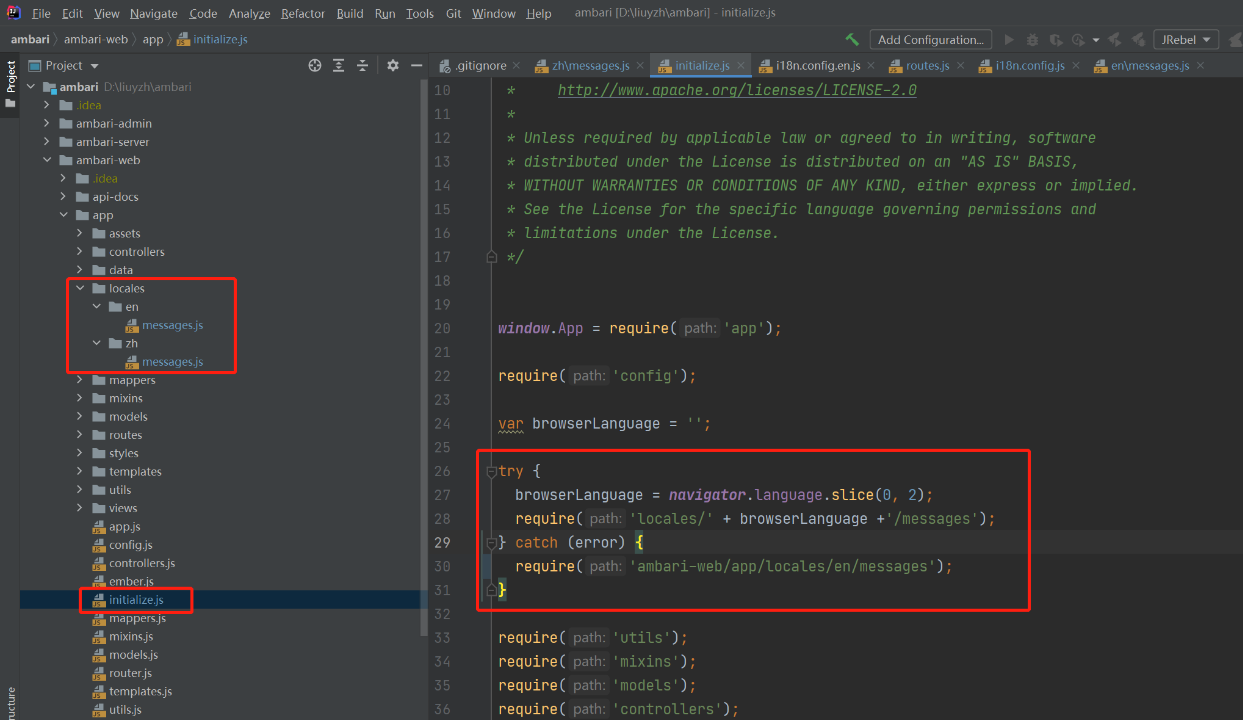 File Edit View Navigate Code Analyze Refactor Build Run Tools Git Window Help ambari [D:\liuyzh\ambari] - initialize.js
ambari ambari-web app initialize.js Add Configuration... JRebel
Project
Project
.gitignore zh\messages.js initialize.js i18n.config.en.js routes.js i18n.config.js en\messages.js
ambari D:\liuyzh\ambari
.idea
ambari-admin
ambari-server
ambari-web
.idea
api-docs
app
assets
controllers
data
locales
en
messages.js
zh
messages.js
mappers
mixins
models
routes
styles
templates
utils
views
app.js
config.js
controllers.js
ember.js
initialize.js
mappers.js
mixins.js
models.js
router.js
templates.js
utils.js
10 * http://www.apache.org/licenses/LICENSE-2.0
11 *
12 * Unless required by applicable law or agreed to in writing, software
13 * distributed under the License is distributed on an "AS IS" BASIS,
14 * WITHOUT WARRANTIES OR CONDITIONS OF ANY KIND, either express or implied.
15 * See the License for the specific language governing permissions and
16 * limitations under the License.
17 */
18
19
20 window.App = require( path: 'app');
21
22 require( path: 'config');
23
24 var browserLanguage = '';
25
26 try {
27 browserLanguage = navigator.language.slice(0, 2);
28 require( path: 'locales/' + browserLanguage +'/messages');
29 } catch (error) {
30 require( path: 'ambari-web/app/locales/en/messages');
31 }
32
33 require( path: 'utils');
34 require( path: 'mixins');
35 require( path: 'models');
36 require( path: 'controllers');